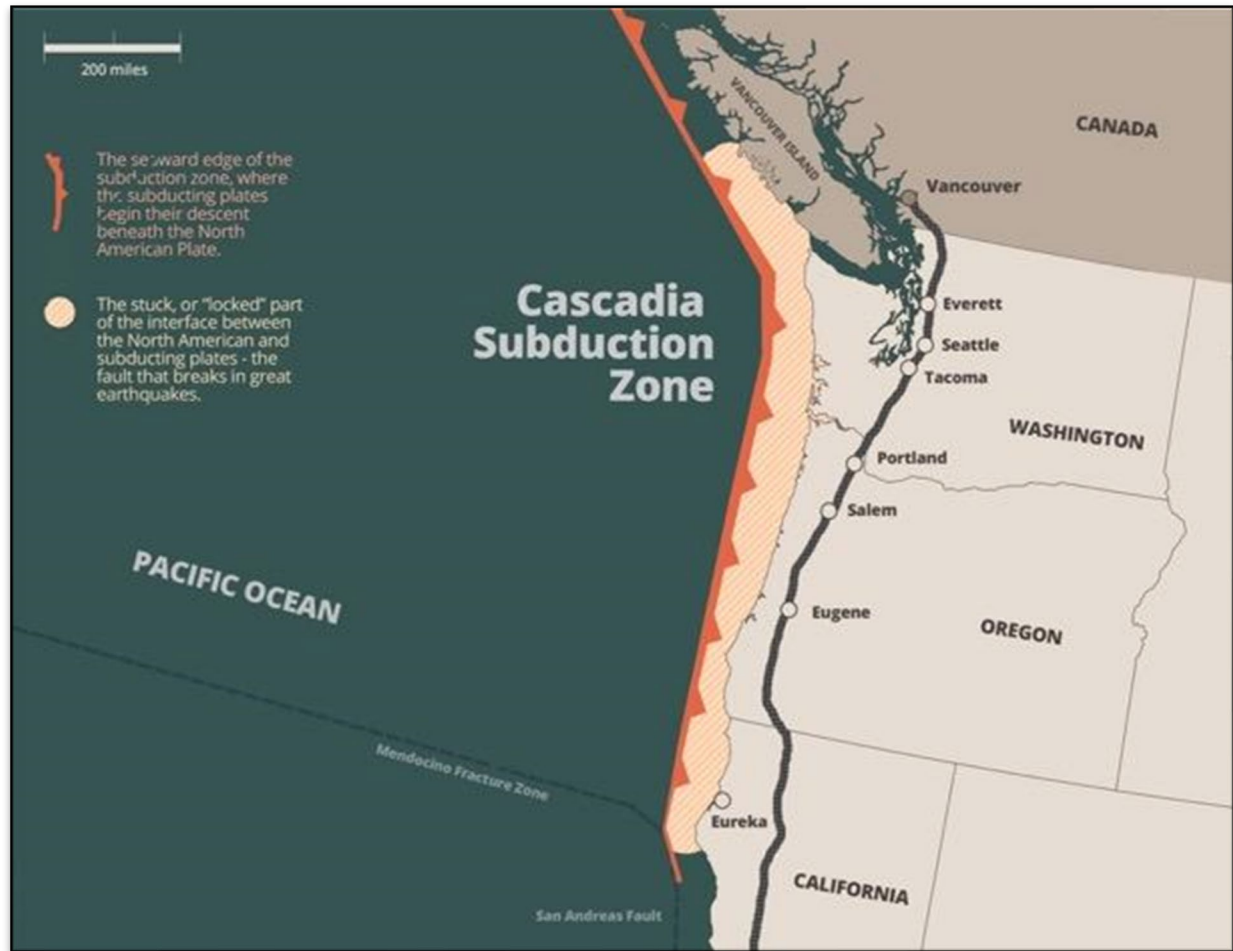 200 miles
The seaward edge of the
subduction zone, where
the subducting plates
begin their descent
beneath the North
American Plate.
The stuck, or “locked” part
of the interface between
the North American and
subducting plates - the
fault that breaks in great
earthquakes.
Cascadia
Subduction
Zone
PACIFIC OCEAN
Mendocino Fracture Zone
San Andreas Fault
VANCOUVER ISLAND
CANADA
Vancouver
Everett
Seattle
Tacoma
WASHINGTON
Portland
Salem
Eugene
OREGON
Eureka
CALIFORNIA